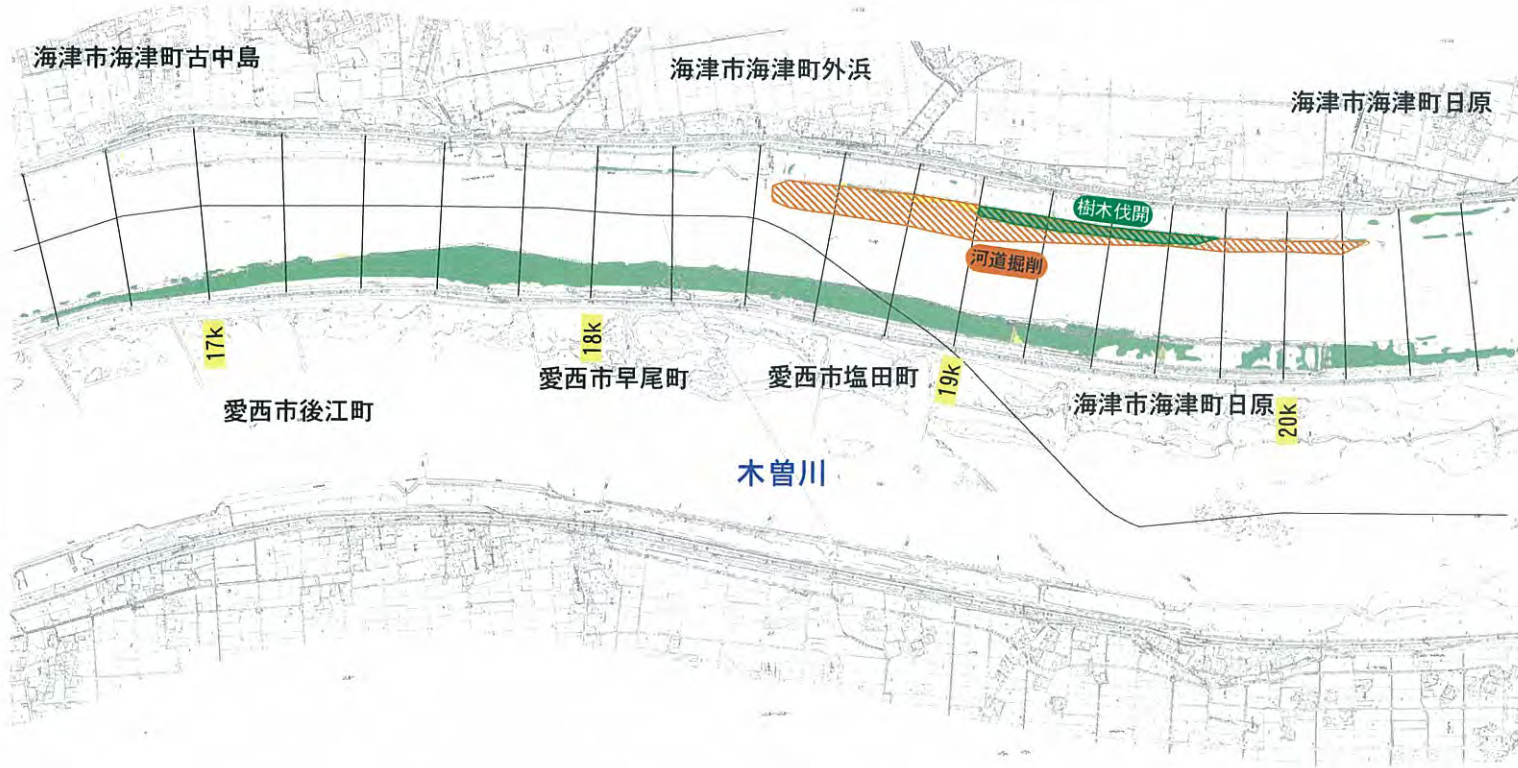 海津市海津町古中島
海津市海津町外浜
海津市海津町日原
樹木伐開
河道掘削
17k
18k
19k
20k
愛西市後江町
愛西市早尾町
愛西市塩田町
海津市海津町日原
木曽川